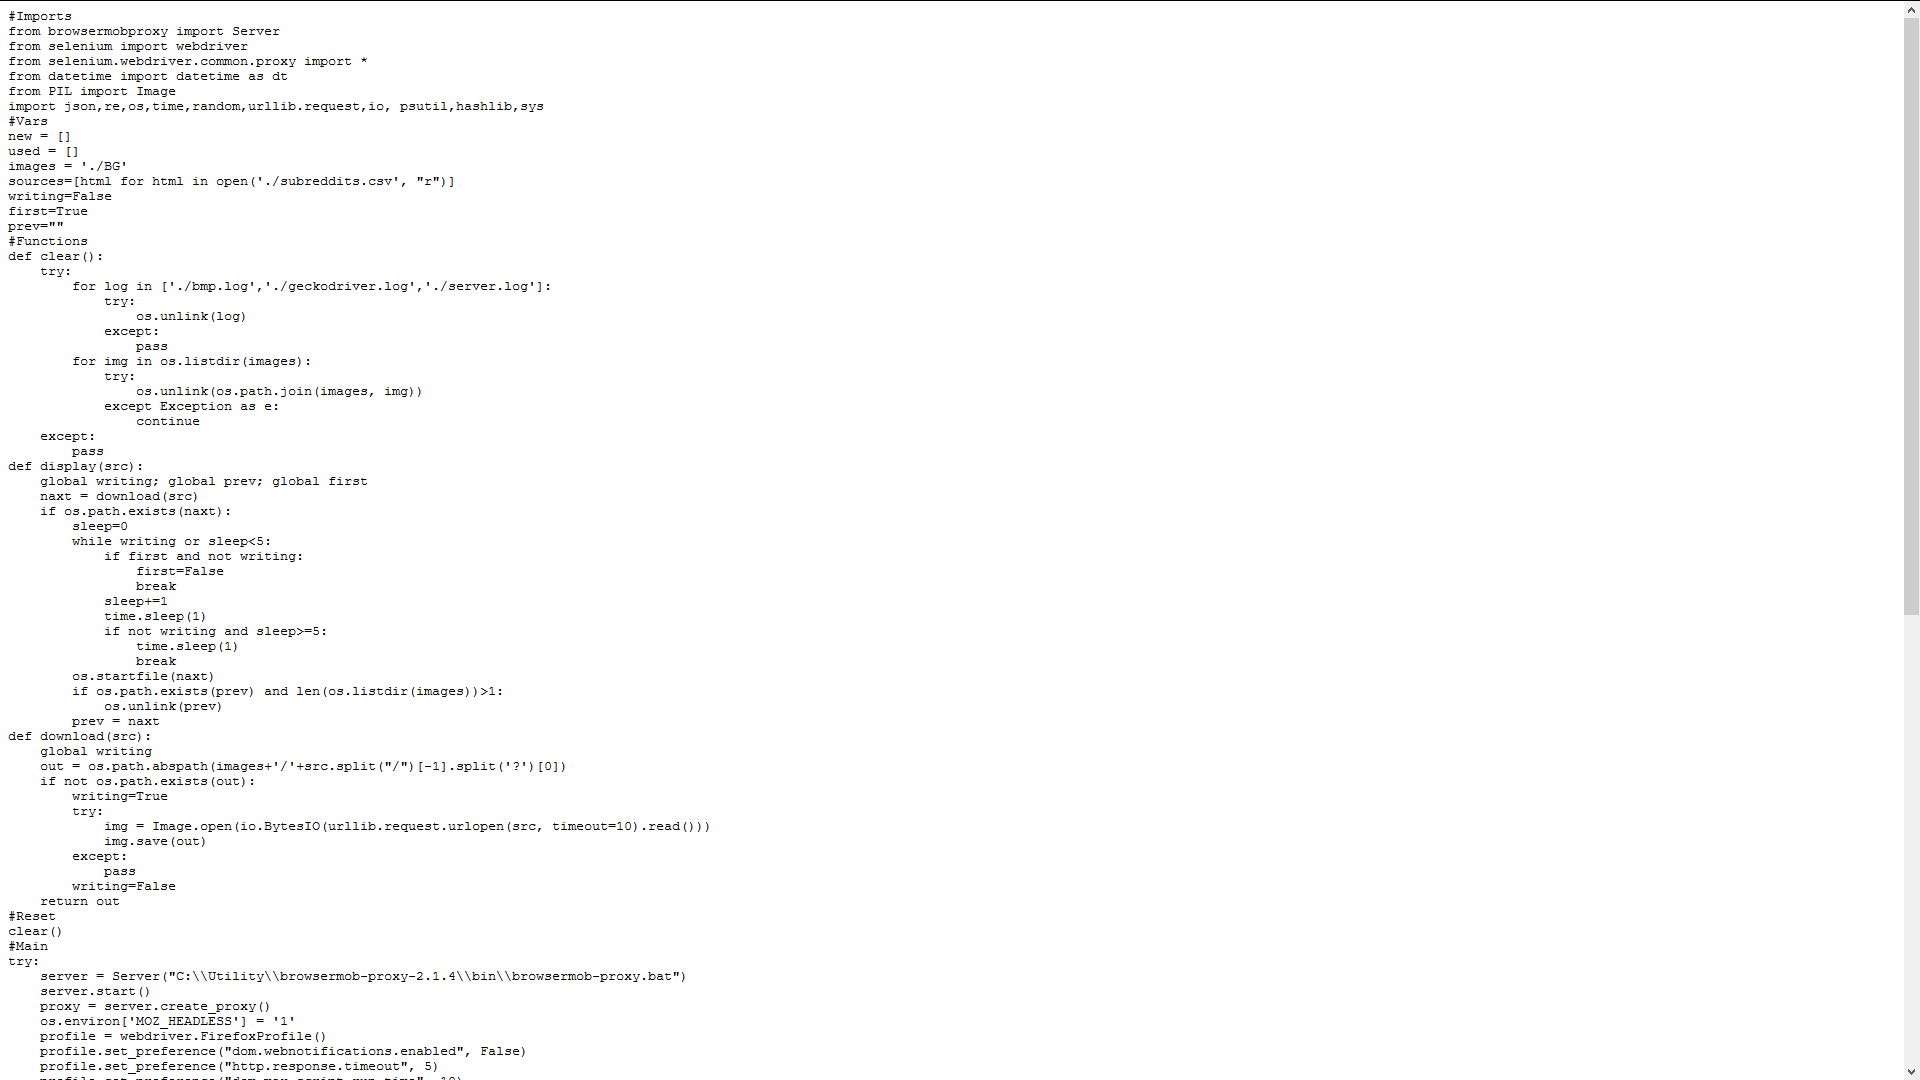 #Imports
from browsermobproxy import Server
from selenium import webdriver
from selenium.webdriver.common.proxy import *
from datetime import datetime as dt
from PIL import Image
import json,re,os,time,random,urllib.request,io, psutil,hashlib,sys
#Vars
new = []
used = []
images = './BG'
sources=[html for html in open('./subreddits.csv', "r")]
writing=False
first=True
prev=""
#Functions
def clear():
    try:
        for log in ['./bmp.log','./geckodriver.log','./server.log']:
            try:
                os.unlink(log)
            except:
                pass
        for img in os.listdir(images):
            try:
                os.unlink(os.path.join(images, img))
            except Exception as e:
                continue
    except:
        pass
def display(src):
    global writing; global prev; global first
    naxt = download(src)
    if os.path.exists(naxt):
        sleep=0
        while writing or sleep<5:
            if first and not writing:
                first=False
                break
            sleep+=1
            time.sleep(1)
            if not writing and sleep>=5:
                time.sleep(1)
                break
        os.startfile(naxt)
        if os.path.exists(prev) and len(os.listdir(images))>1:
            os.unlink(prev)
        prev = naxt
def download(src):
    global writing
    out = os.path.abspath(images+'/'+src.split("/")[-1].split('?')[0])
    if not os.path.exists(out):
        writing=True
        try:
            img = Image.open(io.BytesIO(urllib.request.urlopen(src, timeout=10).read()))
            img.save(out)
        except:
            pass
        writing=False
    return out
#Reset
clear()
#Main
try:
    server = Server("C:\\Utility\\browsermob-proxy-2.1.4\\bin\\browsermob-proxy.bat")
    server.start()
    proxy = server.create_proxy()
    os.environ['MOZ_HEADLESS'] = '1'
    profile = webdriver.FirefoxProfile()
    profile.set_preference("dom.webnotifications.enabled", False)
    profile.set_preference("http.response.timeout", 5)